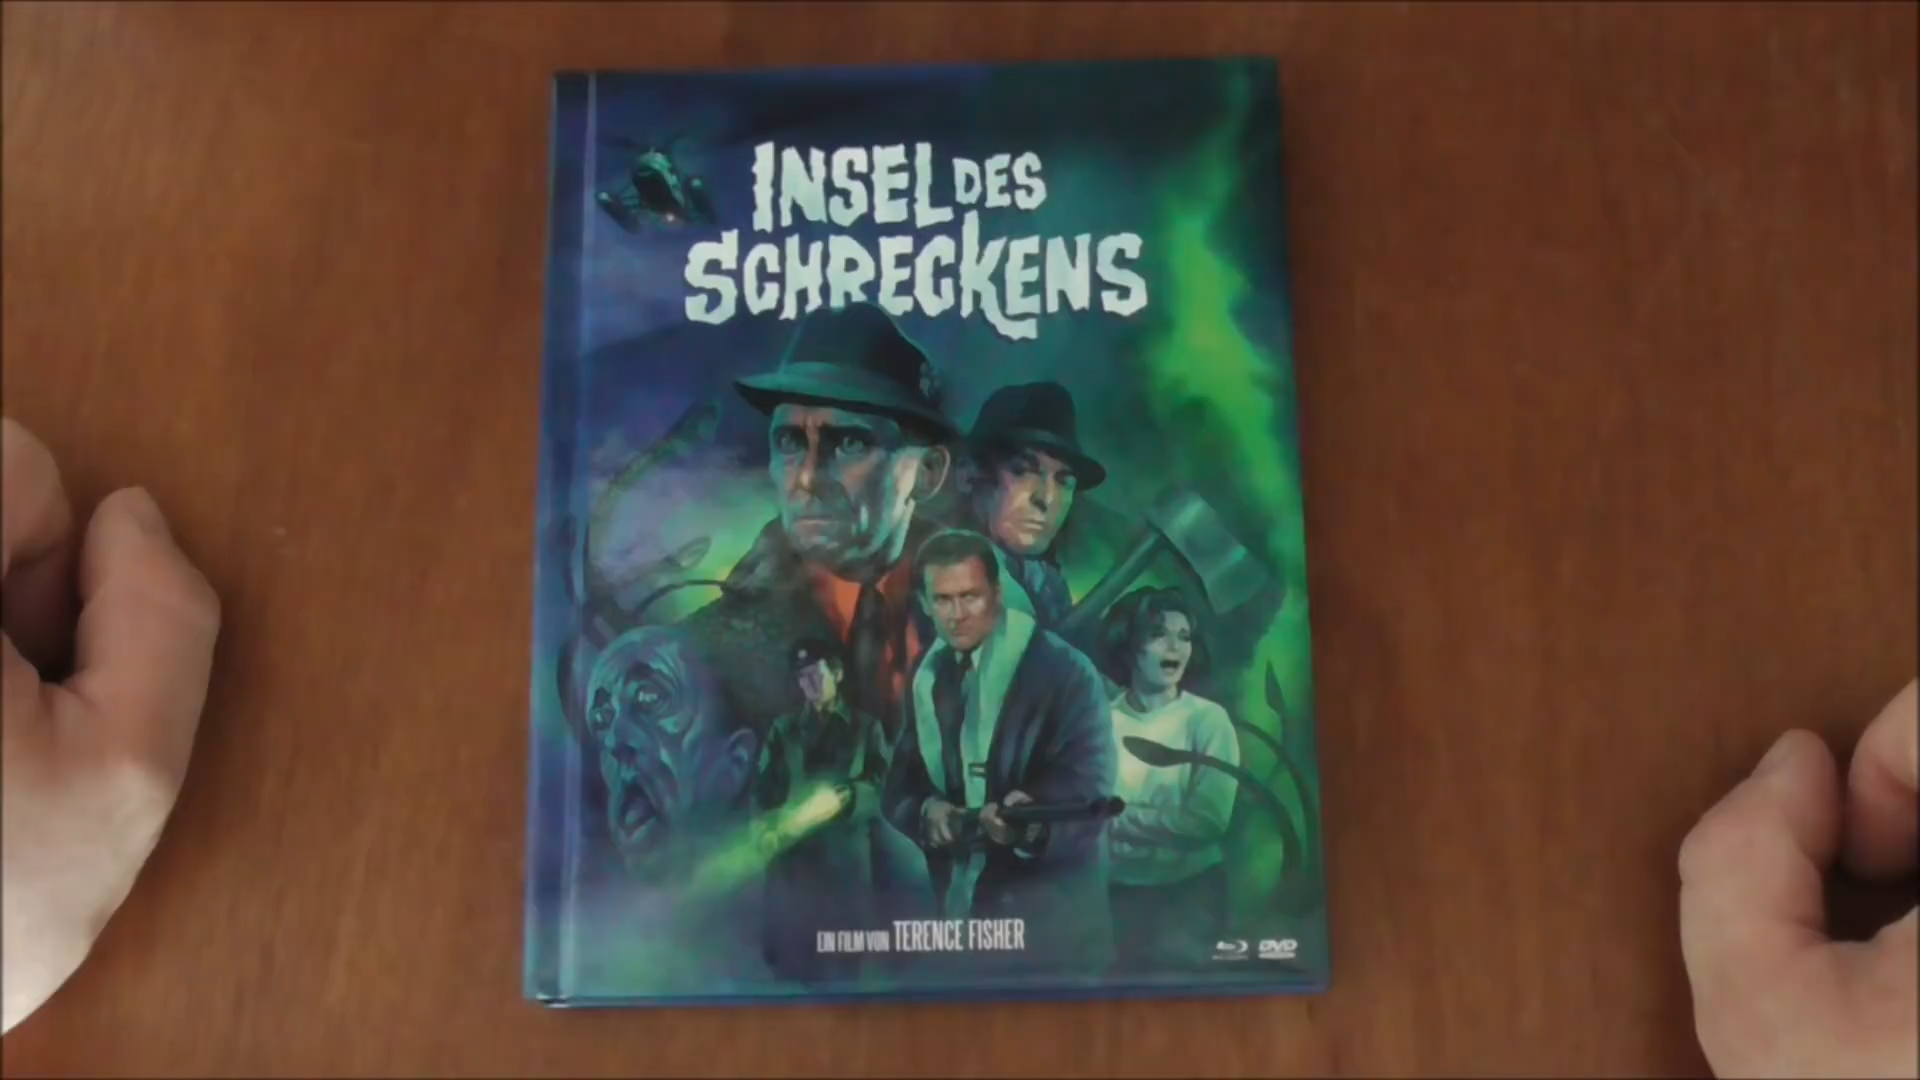 INSEL DES
SCHRECKENS
EIN FILM VON TERENCE FISHER
DVD